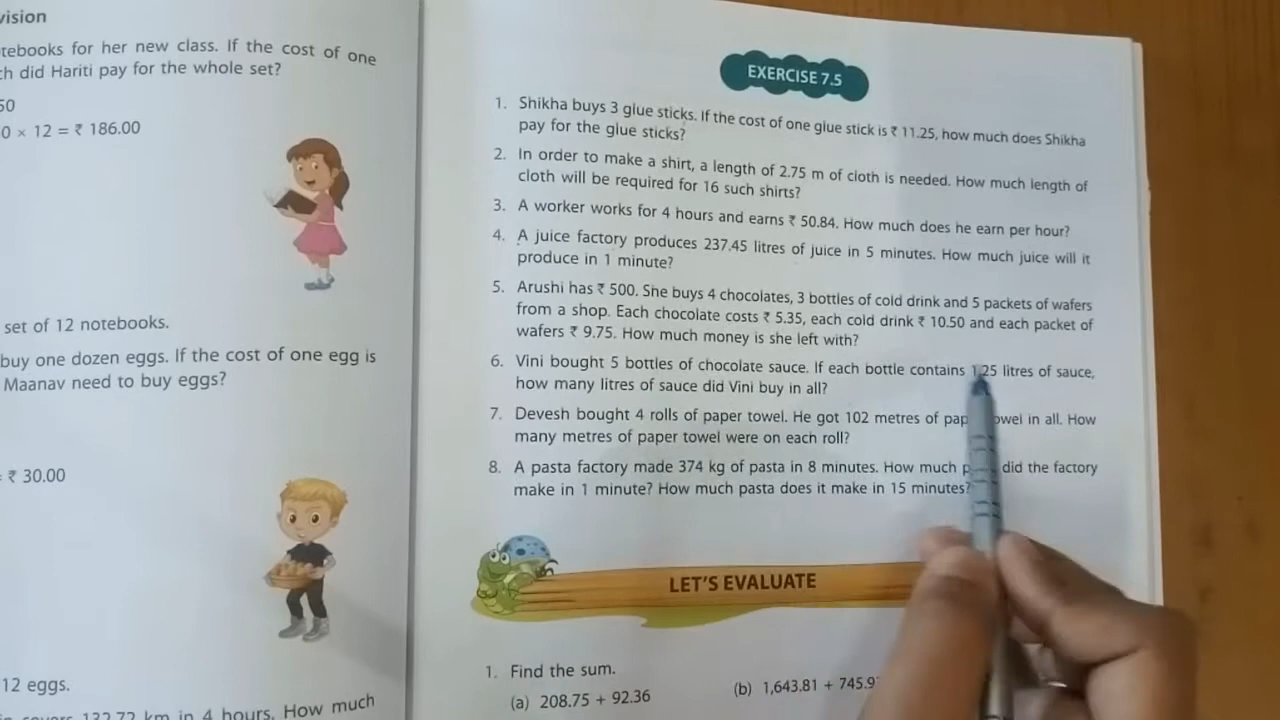 vision
tebooks for her new class. If the cost of one
ch did Hariti pay for the whole set?
50
0 × 12 = ₹ 186.00
set of 12 notebooks.
buy one dozen eggs. If the cost of one egg is
Maanav need to buy eggs?
= ₹ 30.00
12 eggs.
covers 132.72 km in 4 hours. How much
EXERCISE 7.5
1. Shikha buys 3 glue sticks. If the cost of one glue stick is ₹ 11.25, how much does Shikha
pay for the glue sticks?
2. In order to make a shirt, a length of 2.75 m of cloth is needed. How much length of
cloth will be required for 16 such shirts?
3. A worker works for 4 hours and earns ₹ 50.84. How much does he earn per hour?
4. A juice factory produces 237.45 litres of juice in 5 minutes. How much juice will it
produce in 1 minute?
5. Arushi has ₹ 500. She buys 4 chocolates, 3 bottles of cold drink and 5 packets of wafers
from a shop. Each chocolate costs ₹ 5.35, each cold drink ₹ 10.50 and each packet of
wafers ₹ 9.75. How much money is she left with?
6. Vini bought 5 bottles of chocolate sauce. If each bottle contains 1.25 litres of sauce,
how many litres of sauce did Vini buy in all?
7. Devesh bought 4 rolls of paper towel. He got 102 metres of pap owel in all. How
many metres of paper towel were on each roll?
8. A pasta factory made 374 kg of pasta in 8 minutes. How much p did the factory
make in 1 minute? How much pasta does it make in 15 minutes?
LET'S EVALUATE
1. Find the sum.
(a) 208.75 + 92.36
(b) 1,643.81 + 745.9